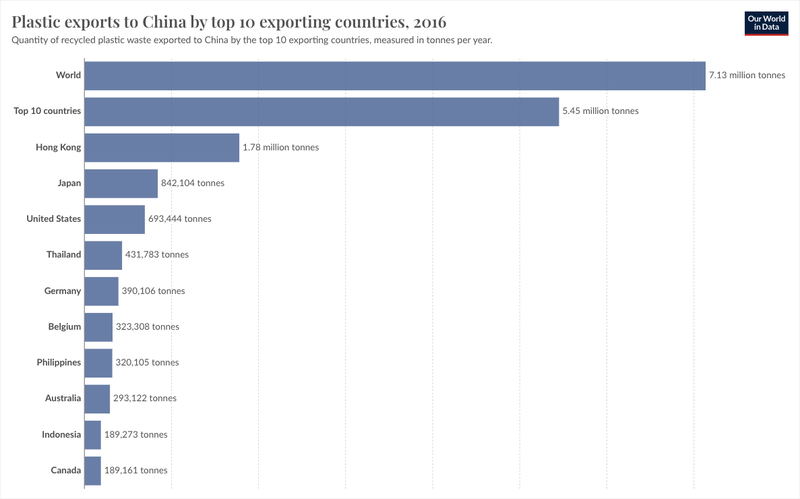 Plastic exports to China by top 10 exporting countries, 2016
Our World
in Data
Quantity of recycled plastic waste exported to China by the top 10 exporting countries, measured in tonnes per year.
World 7.13 million tonnes
Top 10 countries 5.45 million tonnes
Hong Kong 1.78 million tonnes
Japan 842,104 tonnes
United States 693,444 tonnes
Thailand 431,783 tonnes
Germany 390,106 tonnes
Belgium 323,308 tonnes
Philippines 320,105 tonnes
Australia 293,122 tonnes
Indonesia 189,273 tonnes
Canada 189,161 tonnes